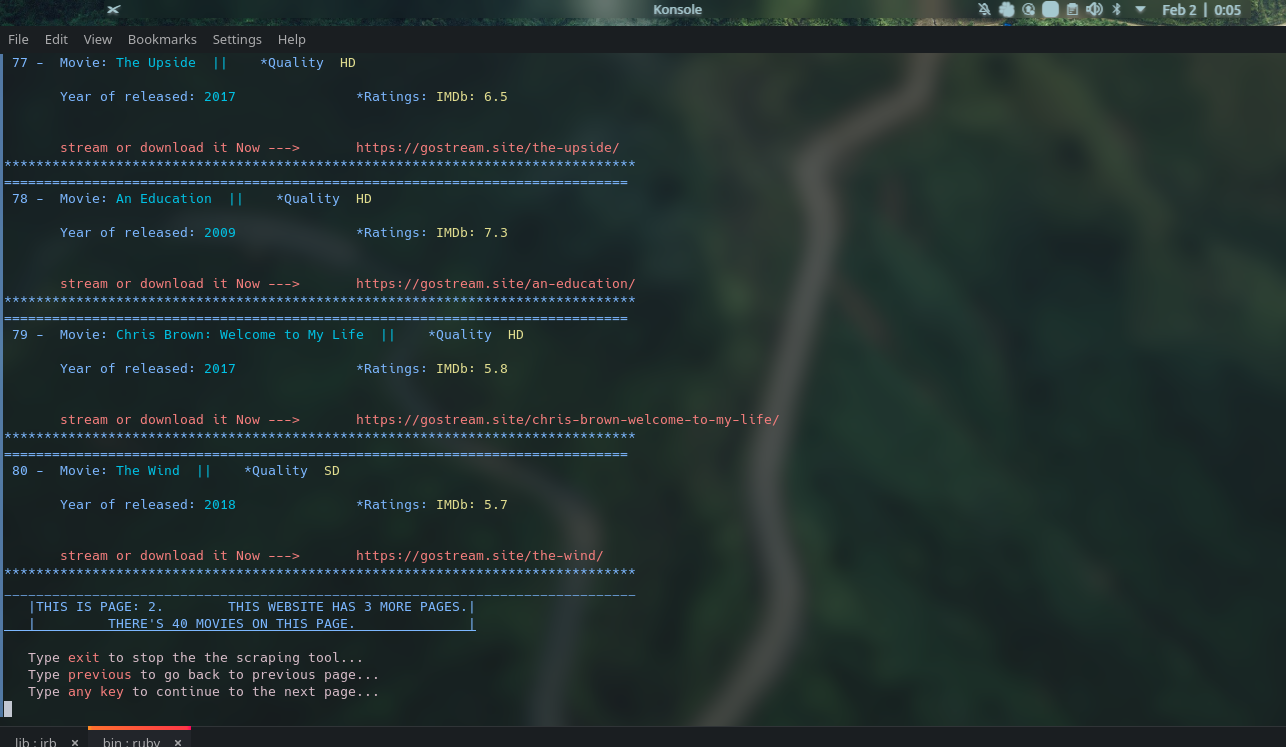 Konsole
Feb 2 | 0:05
File Edit View Bookmarks Settings Help
77 - Movie: The Upside || *Quality HD
Year of released: 2017 *Ratings: IMDb: 6.5
stream or download it Now ---> https://gostream.site/the-upside/
*******************************************************************************
==============================================================================
78 - Movie: An Education || *Quality HD
Year of released: 2009 *Ratings: IMDb: 7.3
stream or download it Now ---> https://gostream.site/an-education/
*******************************************************************************
==============================================================================
79 - Movie: Chris Brown: Welcome to My Life || *Quality HD
Year of released: 2017 *Ratings: IMDb: 5.8
stream or download it Now ---> https://gostream.site/chris-brown-welcome-to-my-life/
*******************************************************************************
==============================================================================
80 - Movie: The Wind || *Quality SD
Year of released: 2018 *Ratings: IMDb: 5.7
stream or download it Now ---> https://gostream.site/the-wind/
*******************************************************************************
_______________________________________________________________________________
|THIS IS PAGE: 2. THIS WEBSITE HAS 3 MORE PAGES.|
| THERE'S 40 MOVIES ON THIS PAGE. |
Type exit to stop the the scraping tool...
Type previous to go back to previous page...
Type any key to continue to the next page...
lib : irb × bin : ruby ×